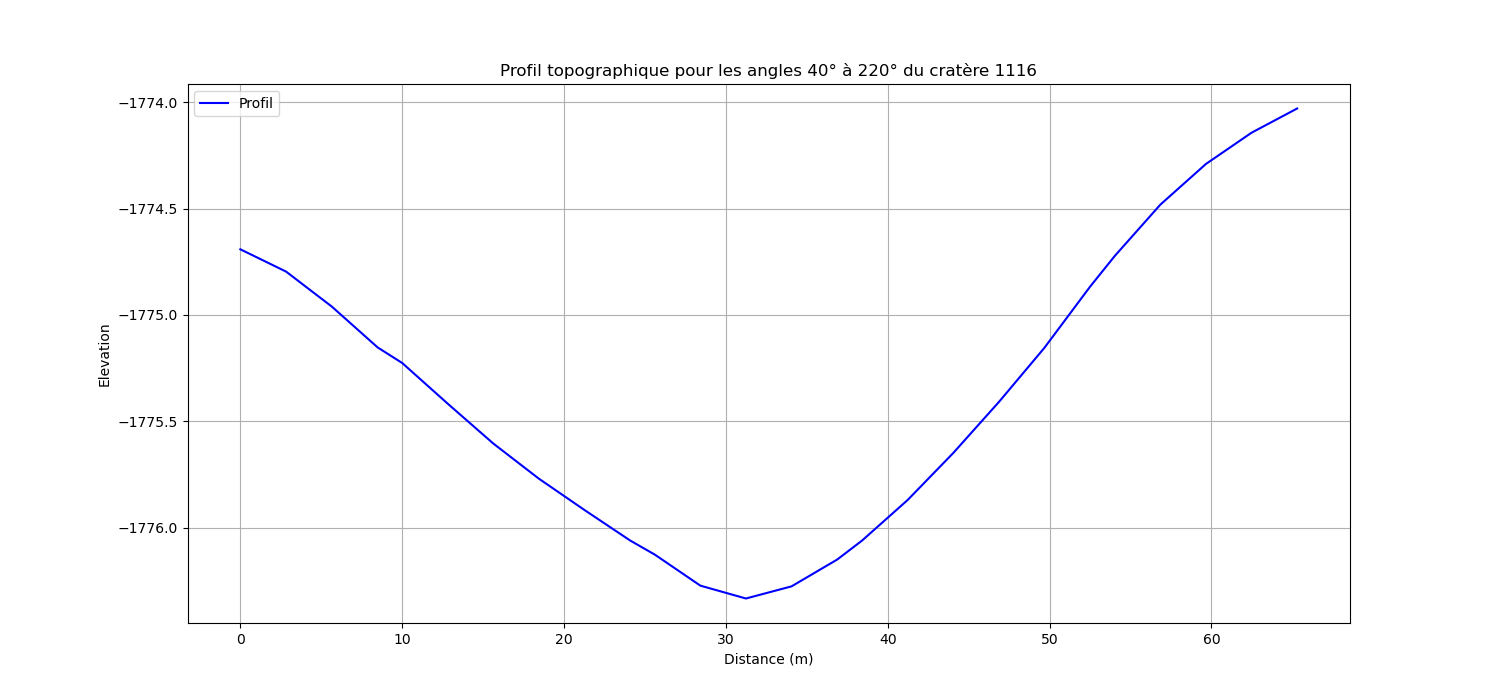 Profil topographique pour les angles 40° à 220° du cratère 1116
Profil
−1774.0
−1774.5
−1775.0
−1775.5
−1776.0
Elevation
0 10 20 30 40 50 60
Distance (m)